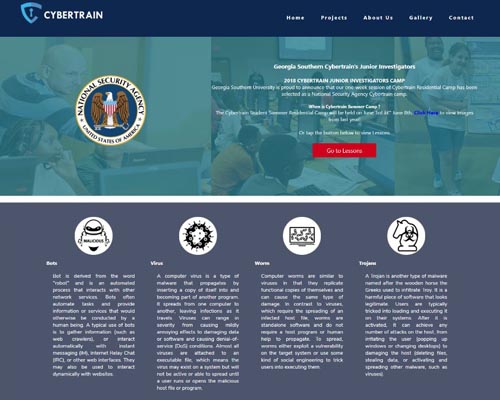 CYBERTRAIN
Home Projects About Us Gallery Contact
Georgia Southern Cybertrain's Junior Investigators
2018 CYBERTRAIN JUNIOR INVESTIGATORS CAMP
Georgia Southern University is proud to announce that our one-week session of Cybertrain Residential Camp has been
selected as a National Security Agency Cybertrain camp.
When is Cybertrain Summer Camp ?
The Cybertrain Student Summer Residential Camp will be held on June 3rd â€“ June 8th. Click Here to view images
from last year!
Or tap the button below to view Lessons
Go to Lessons
NATIONAL SECURITY AGENCY
UNITED STATES OF AMERICA
MALICIOUS
Bots
Bot is derived from the word
"robot" and is an automated
process that interacts with other
network services. Bots often
automate tasks and provide
information or services that would
otherwise be conducted by a
human being. A typical use of bots
is to gather information (such as
web crawlers), or interact
automatically with instant
messaging (IM), Internet Relay Chat
(IRC), or other web interfaces. They
may also be used to interact
dynamically with websites.
Virus
A computer virus is a type of
malware that propagates by
inserting a copy of itself into and
becoming part of another program.
It spreads from one computer to
another, leaving infections as it
travels. Viruses can range in
severity from causing mildly
annoying effects to damaging data
or software and causing denial-of-
service (DoS) conditions. Almost all
viruses are attached to an
executable file, which means the
virus may exist on a system but will
not be active or able to spread until
a user runs or opens the malicious
host file or program.
Worm
Computer worms are similar to
viruses in that they replicate
functional copies of themselves and
can cause the same type of
damage. In contrast to viruses,
which require the spreading of an
infected host file, worms are
standalone software and do not
require a host program or human
help to propagate. To spread,
worms either exploit a vulnerability
on the target system or use some
kind of social engineering to trick
users into executing them.
Trojans
A Trojan is another type of malware
named after the wooden horse the
Greeks used to infiltrate Troy. It is a
harmful piece of software that looks
legitimate. Users are typically
tricked into loading and executing it
on their systems. After it is
activated, it can achieve any
number of attacks on the host, from
irritating the user (popping up
windows or changing desktops) to
damaging the host (deleting files,
stealing data, or activating and
spreading other malware, such as
viruses).